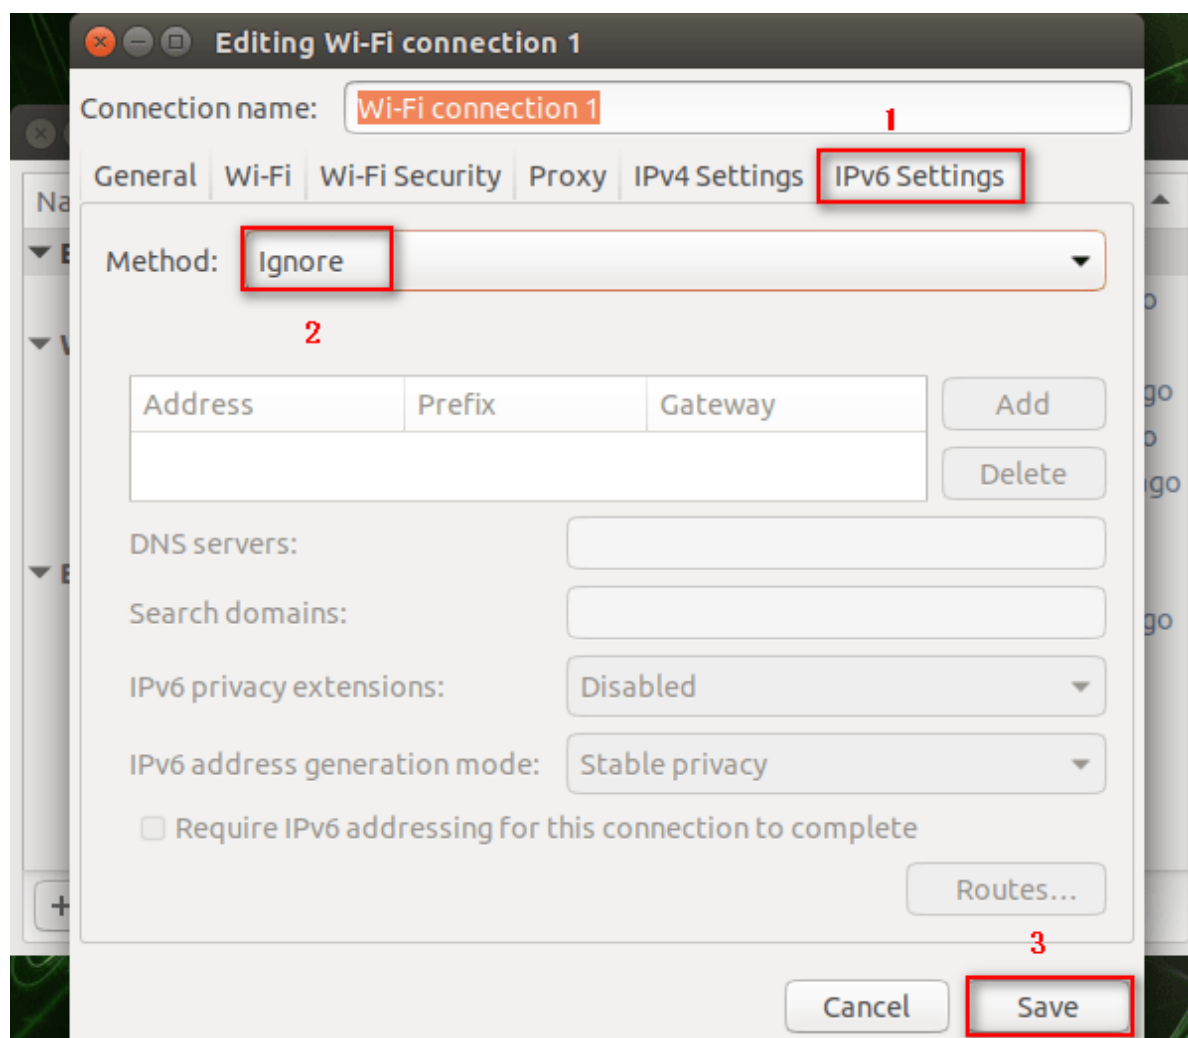 Editing Wi-Fi connection 1
Connection name: Wi-Fi connection 1
1
General Wi-Fi Wi-Fi Security Proxy IPv4 Settings IPv6 Settings
Method: Ignore
2
Address Prefix Gateway Add
Delete
DNS servers:
Search domains:
IPv6 privacy extensions: Disabled
IPv6 address generation mode: Stable privacy
Require IPv6 addressing for this connection to complete
Routes...
3
Cancel Save